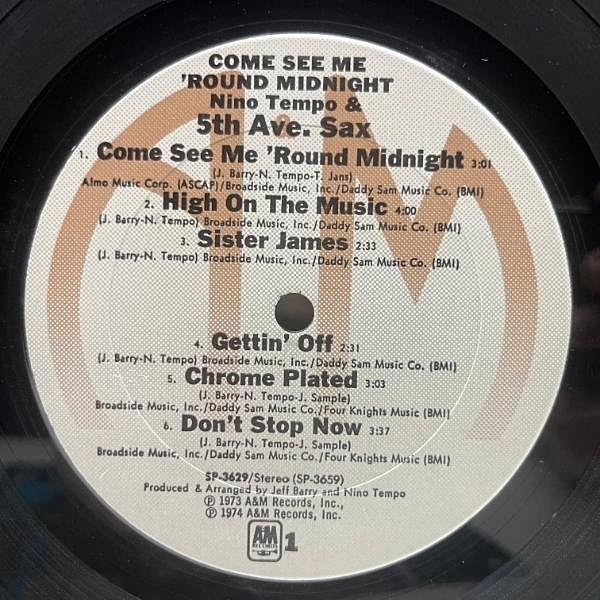 COME SEE ME
'ROUND MIDNIGHT
Nino Tempo &
5th Ave. Sax
1. Come See Me 'Round Midnight 3:01
(J. Barry-N. Tempo-T. Jans)
Almo Music Corp. (ASCAP)/Broadside Music, Inc./Daddy Sam Music Co. (BMI)
2. High On The Music 4:00
(J. Barry-N. Tempo) Broadside Music, Inc./Daddy Sam Music Co. (BMI)
3. Sister James 2:33
(J. Barry-N. Tempo) Broadside Music, Inc./Daddy Sam Music Co. (BMI)
4. Gettin' Off 2:31
(J. Barry-N. Tempo) Broadside Music, Inc./Daddy Sam Music Co. (BMI)
5. Chrome Plated 3:03
(J. Barry-N. Tempo-J. Sample)
Broadside Music, Inc./Daddy Sam Music Co./Four Knights Music (BMI)
6. Don't Stop Now 3:37
(J. Barry-N. Tempo-J. Sample)
Broadside Music, Inc./Daddy Sam Music Co./Four Knights Music (BMI)
SP-3629/Stereo (SP-3659)
Produced & Arranged by Jeff Barry and Nino Tempo
℗ 1973 A&M Records, Inc.,
℗ 1974 A&M Records, Inc.
A&M RECORDS 1